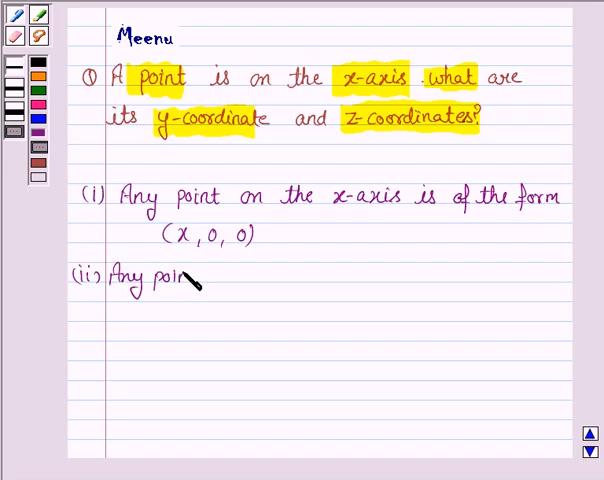 Meenu
① A point is on the x-axis. what are
its y-coordinate and z-coordinates?
(i) Any point on the x-axis is of the form
(x, 0, 0)
(ii) Any poin